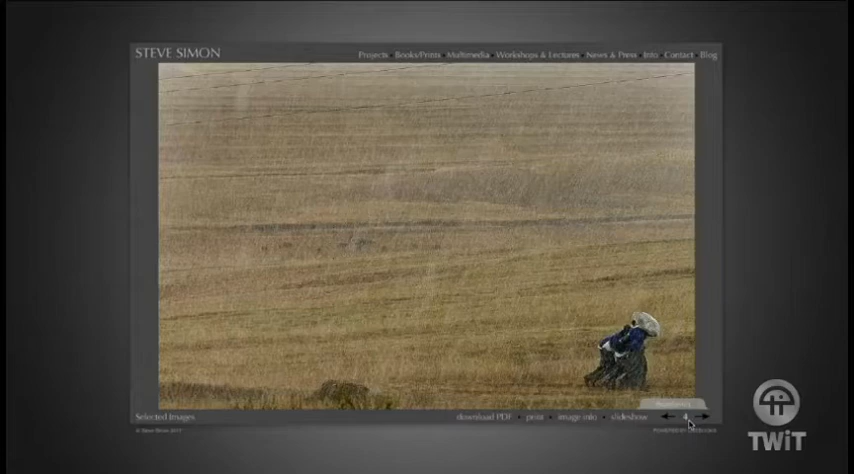 STEVE SIMON
Projects • Books/Prints • Multimedia • Workshops & Lectures • News & Press • Info • Contact • Blog
Selected Images
download PDF • print • image info • slideshow
4
TWiT